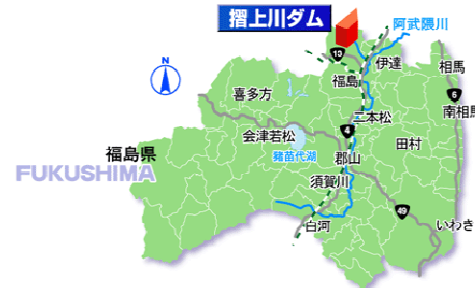 摺上川ダム
阿武隈川
13
伊達
相馬
福島
N
6
喜多方
南相馬
二本松
4
会津若松
田村
猪苗代湖
郡山
福島県
FUKUSHIMA
須賀川
49
白河
いわき